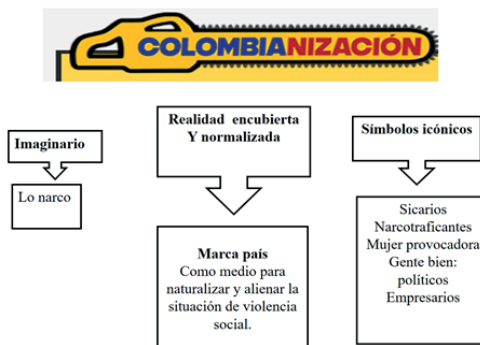 COLOMBIANIZACIÓN
Imaginario
Lo narco
Realidad encubierta
Y normalizada
Marca país
Como medio para
naturalizar y alienar la
situación de violencia
social.
Símbolos icónicos
Sicarios
Narcotraficantes
Mujer provocadora
Gente bien:
políticos
Empresarios